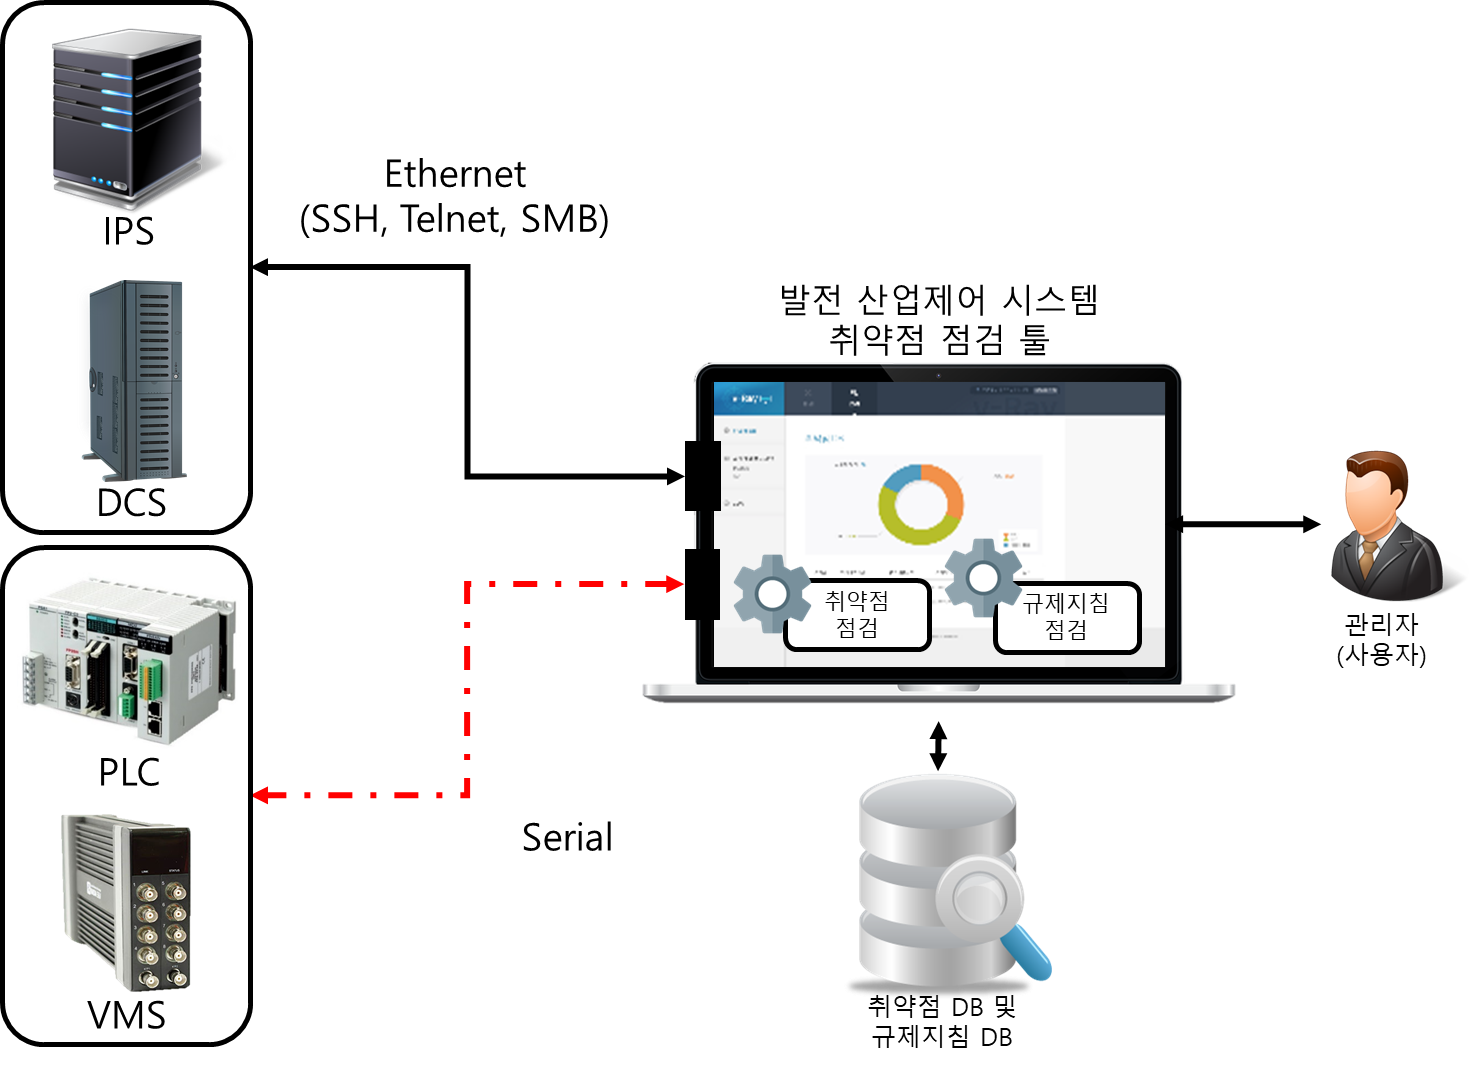 IPS
DCS
Ethernet
(SSH, Telnet, SMB)
발전 산업제어 시스템
취약점 점검 툴
취약점
점검
규제지침
점검
관리자
(사용자)
PLC
VMS
Serial
취약점 DB 및
규제지침 DB